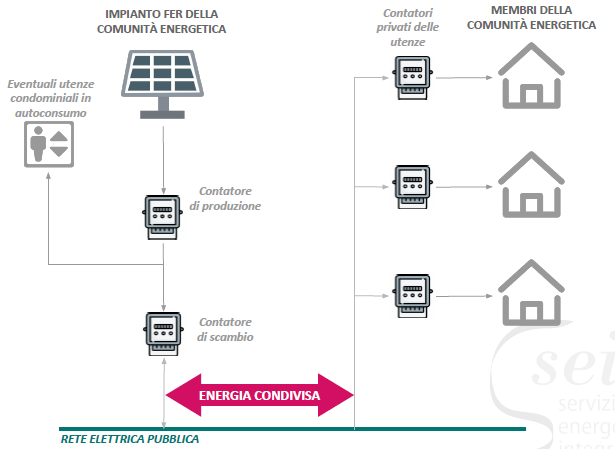 IMPIANTO FER DELLA
COMUNITÀ ENERGETICA
Contatori
privati delle
utenze
MEMBRI DELLA
COMUNITÀ ENERGETICA
Eventuali utenze
condominiali in
autoconsumo
Contatore
di produzione
Contatore
di scambio
ENERGIA CONDIVISA
RETE ELETTRICA PUBBLICA
sei
servizi